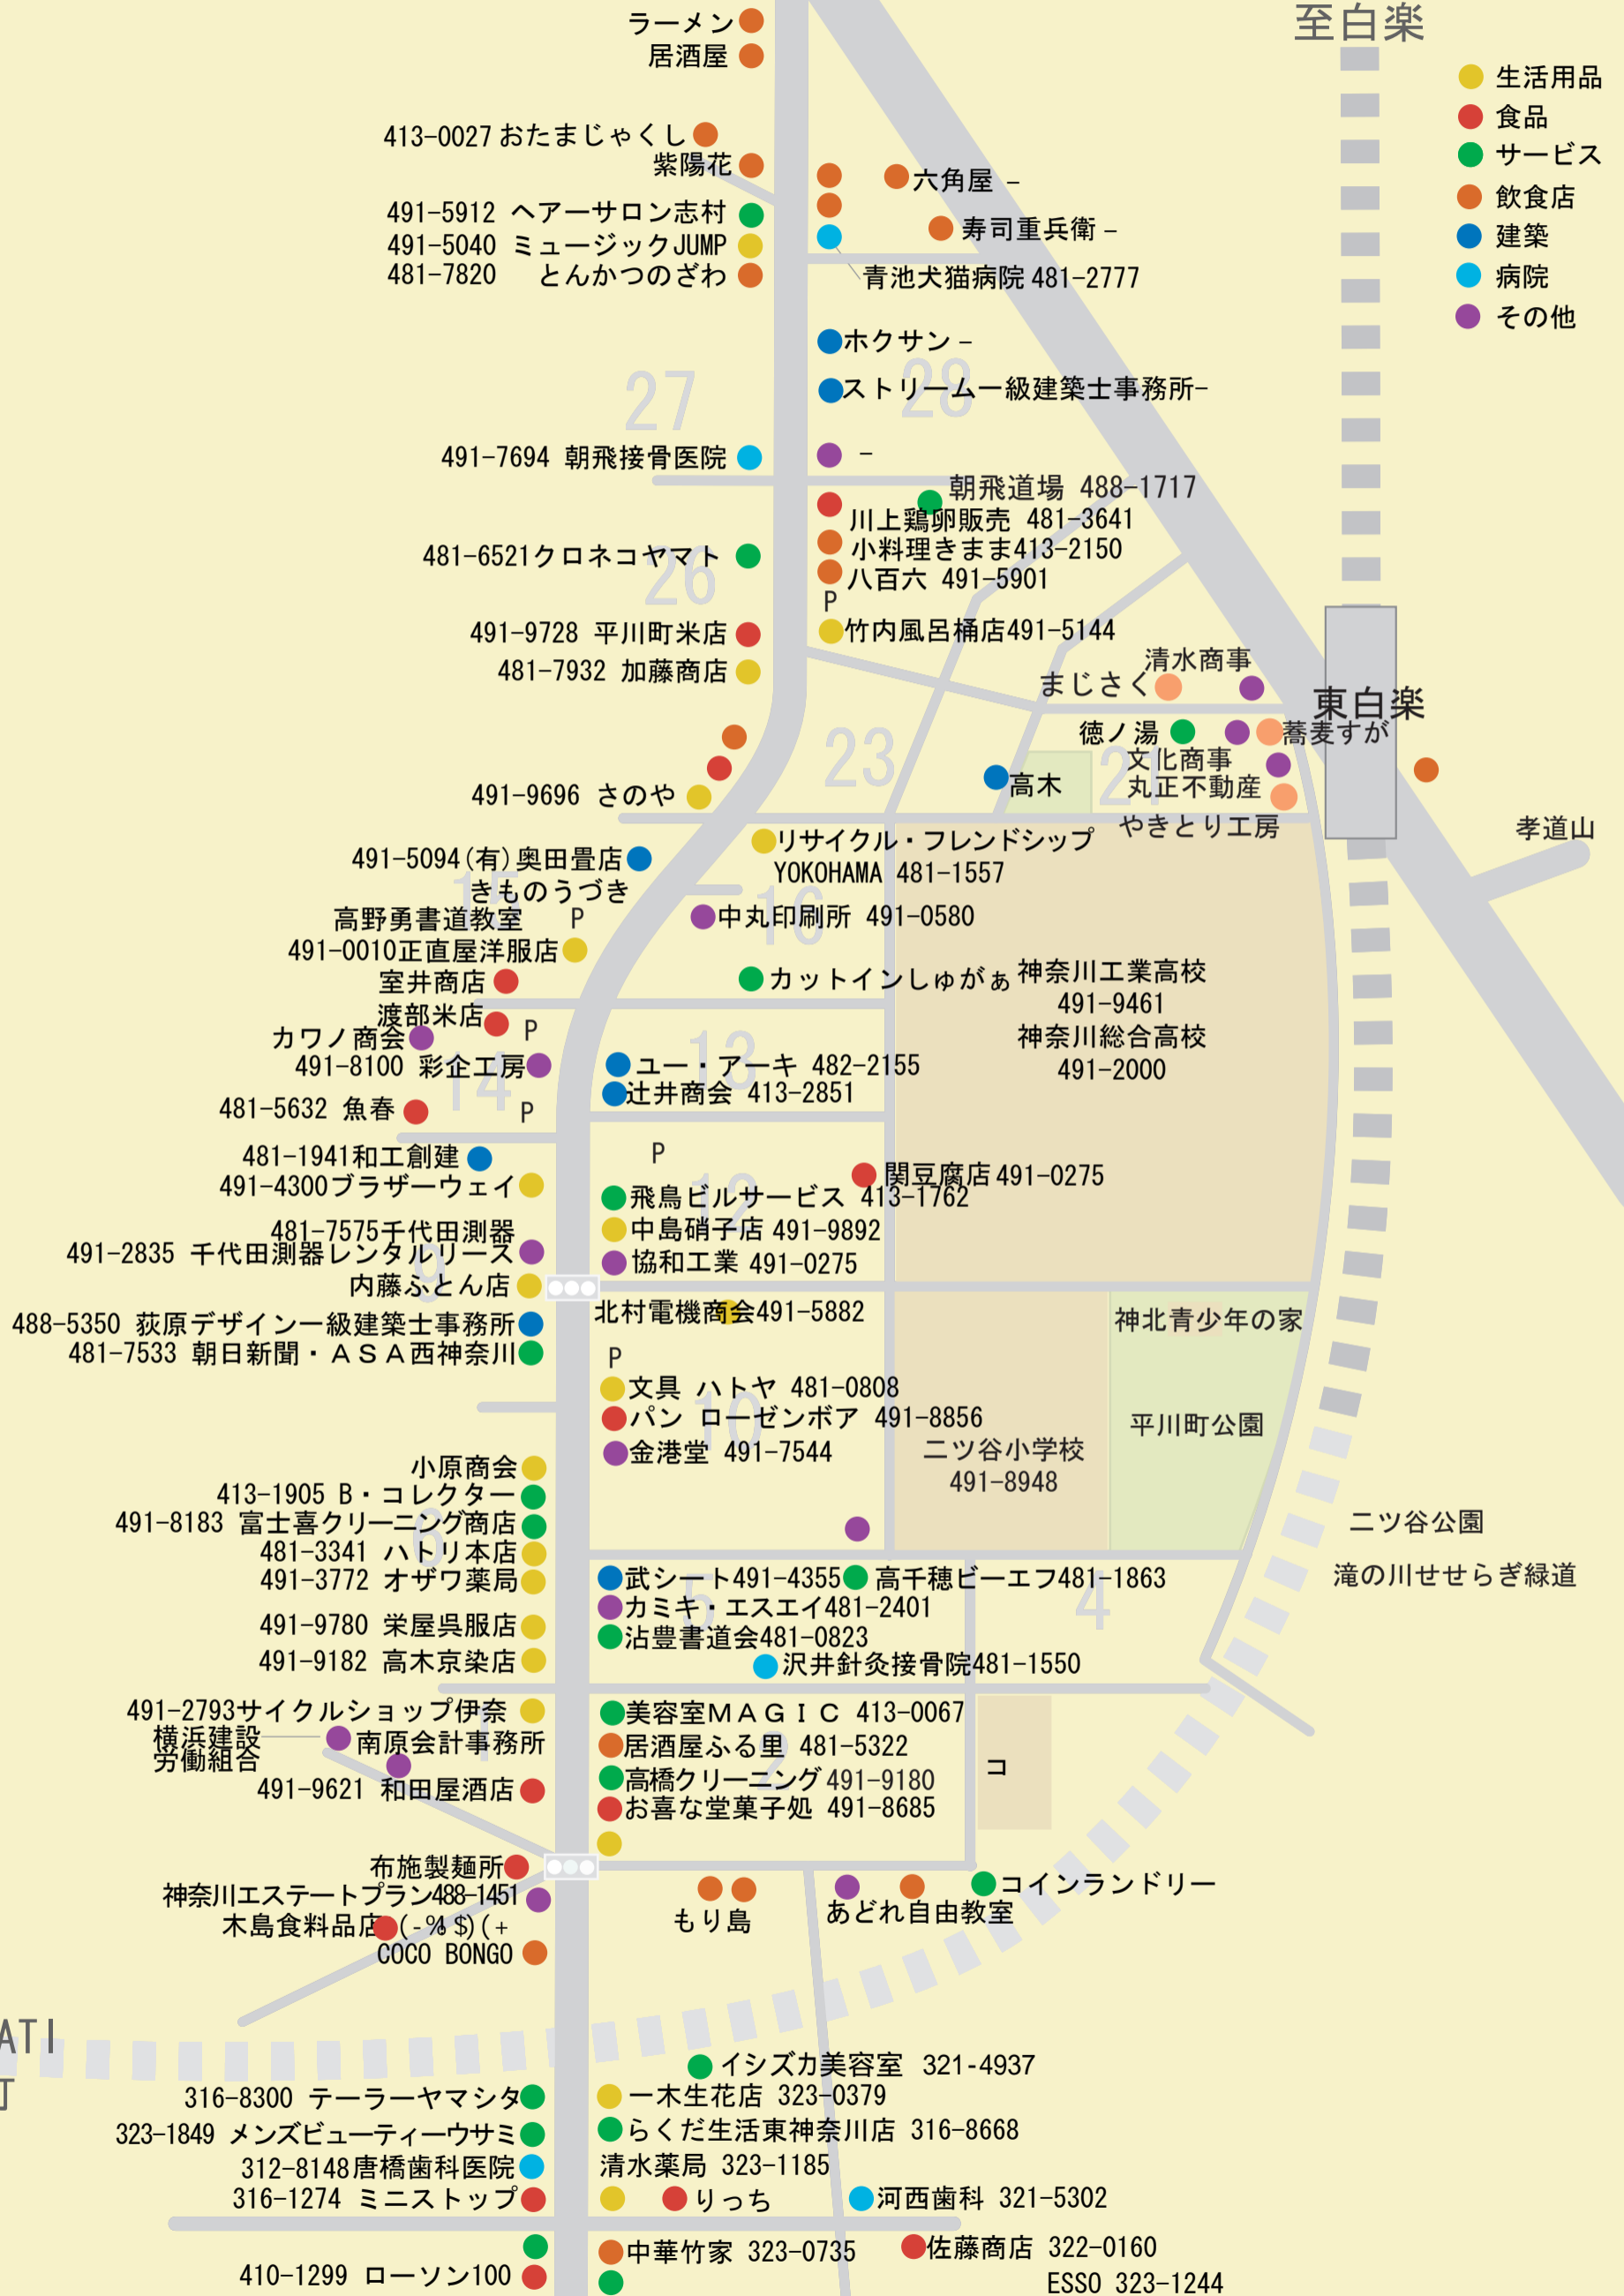 至白楽
生活用品
食品
サービス
飲食店
建築
病院
その他
ラーメン
居酒屋
413-0027 おたまじゃくし
紫陽花
六角屋 -
491-5912 ヘアーサロン志村
寿司重兵衛 -
491-5040 ミュージックJUMP
481-7820 とんかつのざわ
青池犬猫病院 481-2777
ホクサン -
27
28
ストリーム一級建築士事務所-
491-7694 朝飛接骨医院
-
朝飛道場 488-1717
川上鶏卵販売 481-3641
481-6521クロネコヤマト
小料理きまま413-2150
26
八百六 491-5901
P
491-9728 平川町米店
竹内風呂桶店491-5144
481-7932 加藤商店
清水商事
まじさく
東白楽
徳ノ湯
蕎麦すが
23
21
文化商事
高木
丸正不動産
491-9696 さのや
やきとり工房
孝道山
リサイクル・フレンドシップ
YOKOHAMA 481-1557
491-5094(有)奥田畳店
きものうづき
15
16
高野勇書道教室
P
中丸印刷所 491-0580
491-0010正直屋洋服店
室井商店
カットインしゅがぁ
神奈川工業高校
491-9461
神奈川総合高校
491-2000
渡部米店
P
カワノ商会
491-8100 彩企工房
13
14
ユー・アーキ 482-2155
辻井商会 413-2851
481-5632 魚春
P
481-1941和工創建
P
491-4300ブラザーウェイ
関豆腐店491-0275
12
飛鳥ビルサービス 413-1762
481-7575千代田測器
中島硝子店 491-9892
491-2835 千代田測器レンタルリース
協和工業 491-0275
9
内藤ふとん店
北村電機商会491-5882
神北青少年の家
488-5350 荻原デザイン一級建築士事務所
481-7533 朝日新聞・ASA西神奈川
P
文具 ハトヤ 481-0808
10
パン ローゼンボア 491-8856
平川町公園
金港堂 491-7544
二ツ谷小学校
491-8948
小原商会
413-1905 B・コレクター
491-8183 富士喜クリーニング商店
6
481-3341 ハトリ本店
491-3772 オザワ薬局
二ツ谷公園
滝の川せせらぎ緑道
武シート491-4355
高千穂ビーエフ481-1863
5
4
カミキ・エスエイ481-2401
491-9780 栄屋呉服店
沾豊書道会481-0823
491-9182 高木京染店
沢井針灸接骨院481-1550
491-2793サイクルショップ伊奈
美容室MAGIC 413-0067
横浜建設
労働組合
南原会計事務所
1
居酒屋ふる里 481-5322
2
コ
491-9621 和田屋酒店
高橋クリーニング491-9180
お喜な堂菓子処 491-8685
布施製麺所
神奈川エステートプラン488-1451
コインランドリー
もり島
あどれ自由教室
木島食料品店(-%$)(+
COCO BONGO
ATI
町
イシズカ美容室 321-4937
316-8300 テーラーヤマシタ
一木生花店 323-0379
323-1849 メンズビューティーウサミ
らくだ生活東神奈川店 316-8668
312-8148唐橋歯科医院
清水薬局 323-1185
316-1274 ミニストップ
りっち
河西歯科 321-5302
中華竹家 323-0735
佐藤商店 322-0160
410-1299 ローソン100
ESSO 323-1244